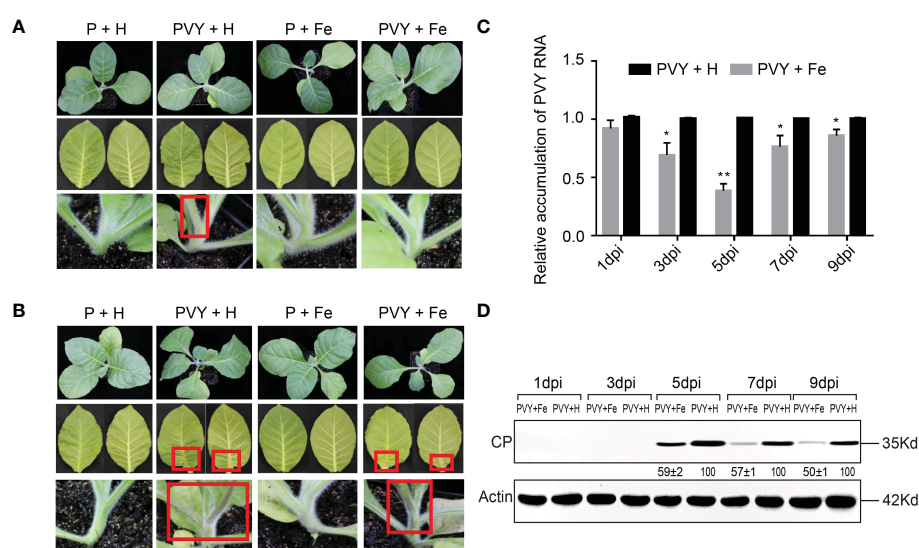 A
P + H PVY + H P + Fe PVY + Fe
B
P + H PVY + H P + Fe PVY + Fe
C
Relative accumulation of PVY RNA
1.5
1.0
0.5
0.0
PVY + H PVY + Fe
* ** * *
1dpi 3dpi 5dpi 7dpi 9dpi
D
1dpi 3dpi 5dpi 7dpi 9dpi
PVY+Fe PVY+H PVY+Fe PVY+H PVY+Fe PVY+H PVY+Fe PVY+H PVY+Fe PVY+H
CP 35Kd
59±2 100 57±1 100 50±1 100
Actin 42Kd